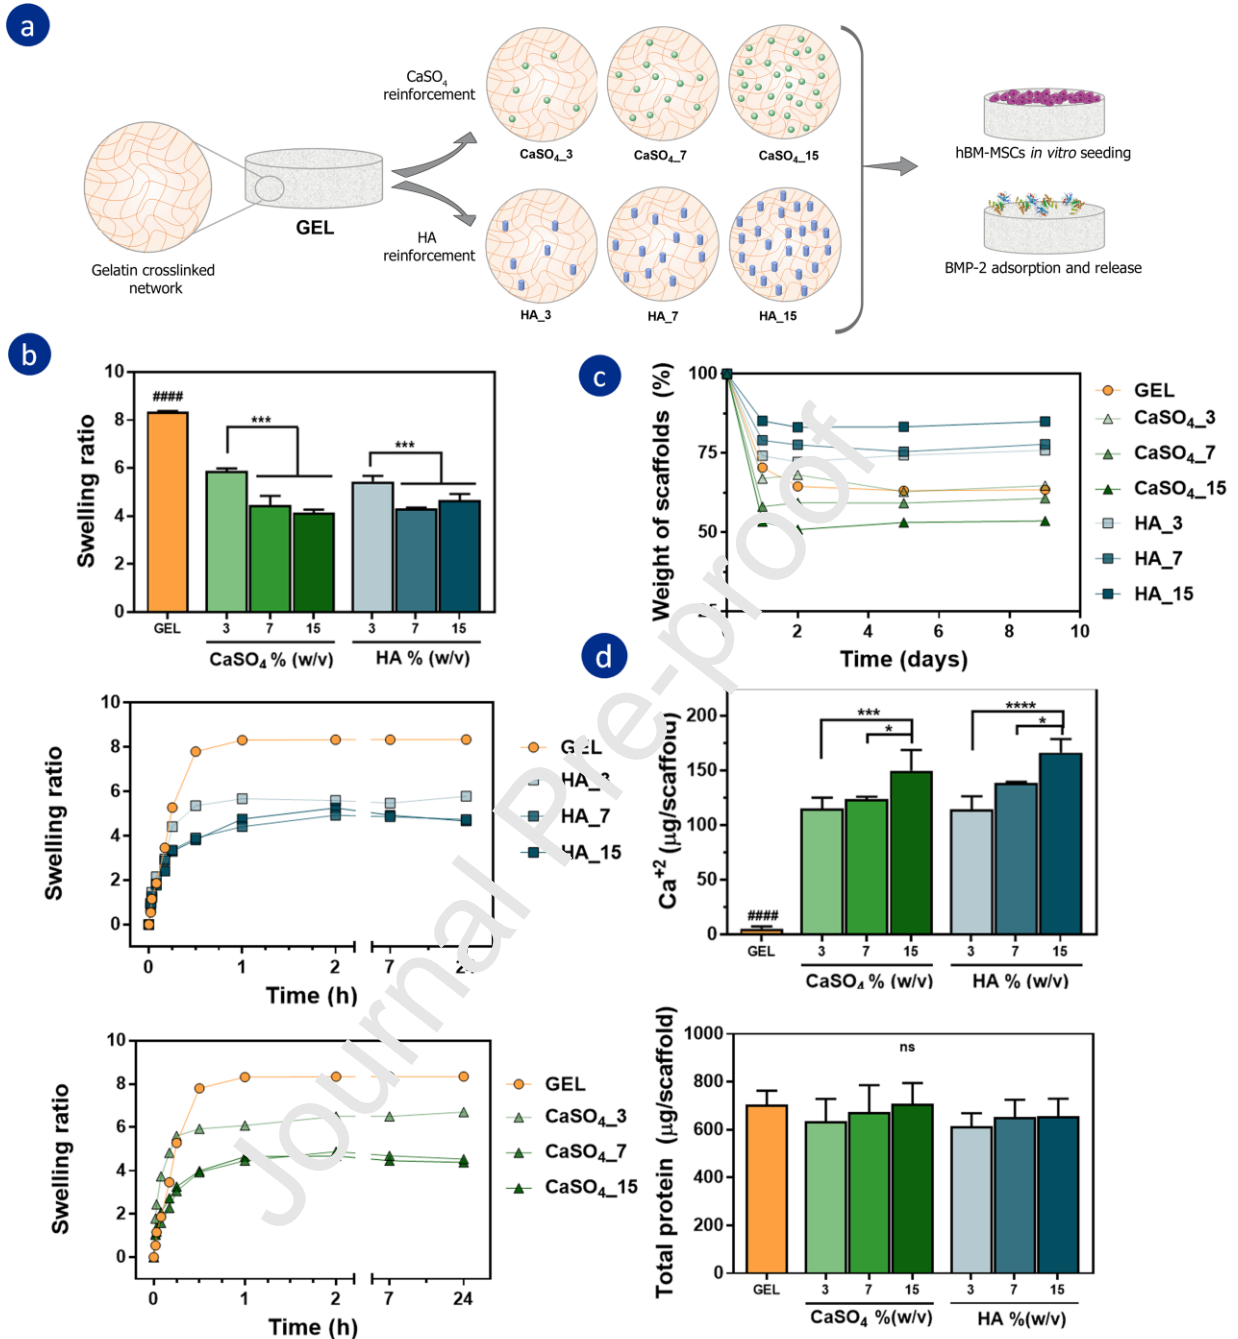 a
CaSO4
reinforcement
CaSO4_3
CaSO4_7
CaSO4_15
hBM-MSCs in vitro seeding
GEL
HA
reinforcement
Gelatin crosslinked
network
BMP-2 adsorption and release
HA_3
HA_7
HA_15
b
Swelling ratio
10
8
6
4
2
0
####
***
***
GEL
3
7
15
3
7
15
CaSO4 % (w/v)
HA % (w/v)
c
Weight of scaffolds (%)
100
75
50
2
4
6
8
10
Time (days)
GEL
CaSO4_3
CaSO4_7
CaSO4_15
HA_3
HA_7
HA_15
Swelling ratio
10
8
6
4
2
0
0
1
2
7
Time (h)
GEL
HA_3
HA_7
HA_15
d
Ca+2 (µg/scaffold)
200
150
100
50
0
####
***
*
****
*
GEL
3
7
15
3
7
15
CaSO4 % (w/v)
HA % (w/v)
Swelling ratio
10
8
6
4
2
0
0
1
2
7
24
Time (h)
GEL
CaSO4_3
CaSO4_7
CaSO4_15
Total protein (µg/scaffold)
1000
800
600
400
200
0
ns
GEL
3
7
15
3
7
15
CaSO4 %(w/v)
HA %(w/v)
Journal Pre-proof